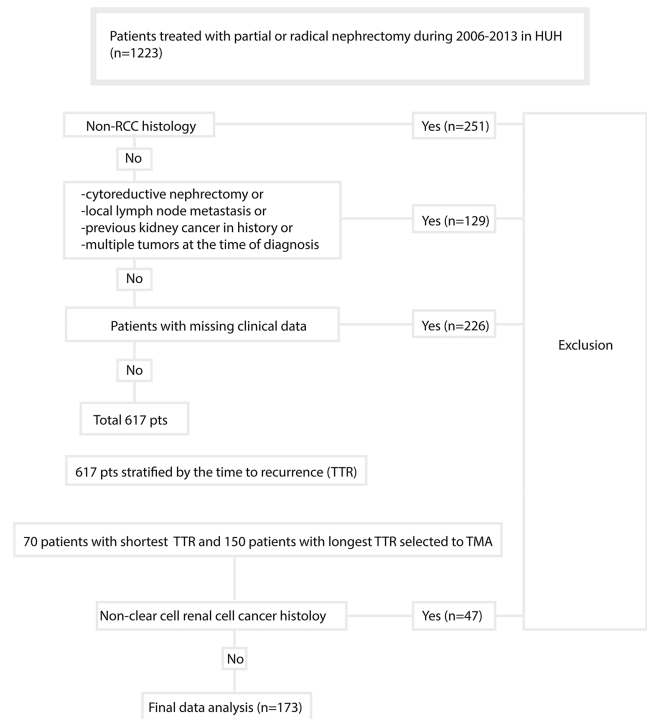 Patients treated with partial or radical nephrectomy during 2006-2013 in HUH
(n=1223)
Non-RCC histology
Yes (n=251)
No
-cytoreductive nephrectomy or
-local lymph node metastasis or
-previous kidney cancer in history or
-multiple tumors at the time of diagnosis
Yes (n=129)
No
Patients with missing clinical data
Yes (n=226)
Exclusion
No
Total 617 pts
617 pts stratified by the time to recurrence (TTR)
70 patients with shortest TTR and 150 patients with longest TTR selected to TMA
Non-clear cell renal cell cancer histoloy
Yes (n=47)
No
Final data analysis (n=173)